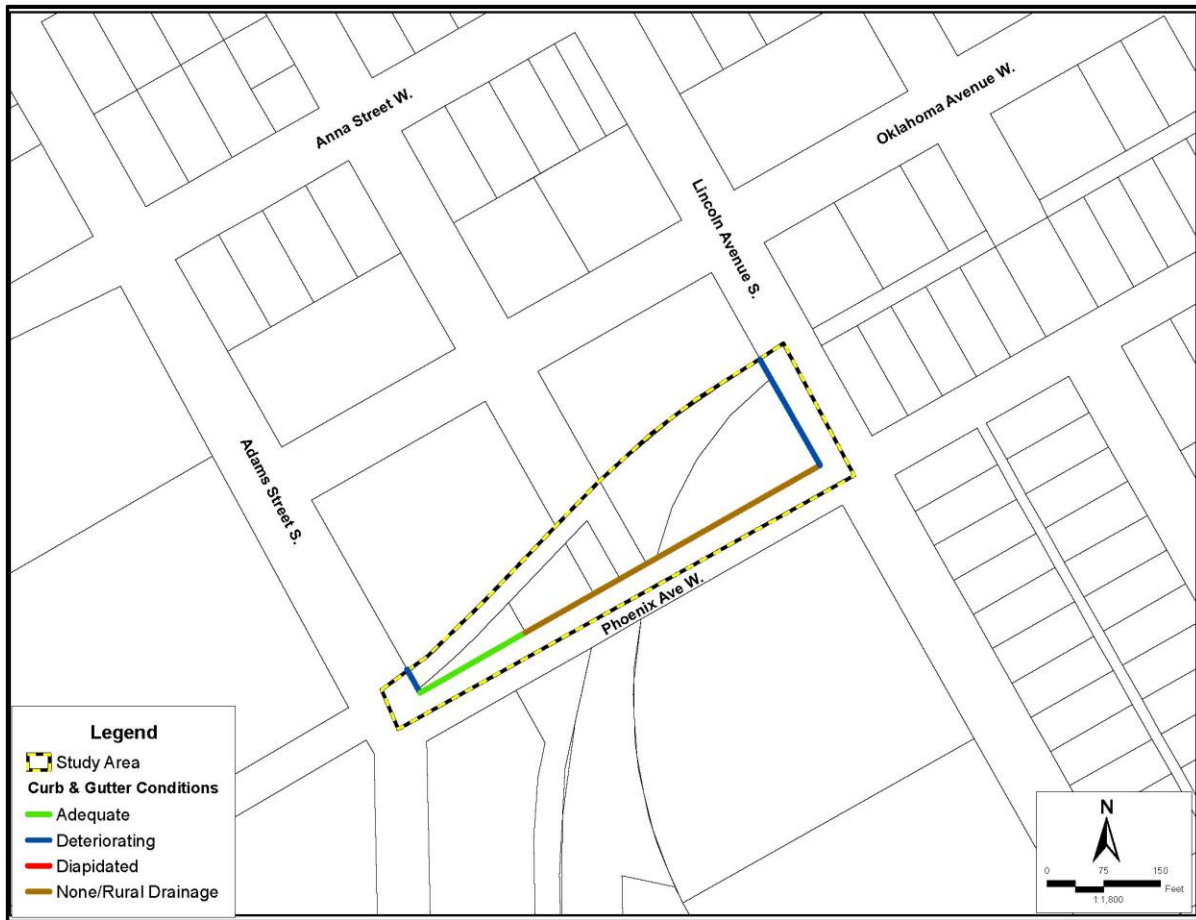 Anna Street W.
Oklahoma Avenue W.
Lincoln Avenue S.
Adams Street S.
Phoenix Ave W.
Legend
Study Area
Curb & Gutter Conditions
Adequate
Deteriorating
Diapidated
None/Rural Drainage
N
0 75 150
Feet
1:1,800